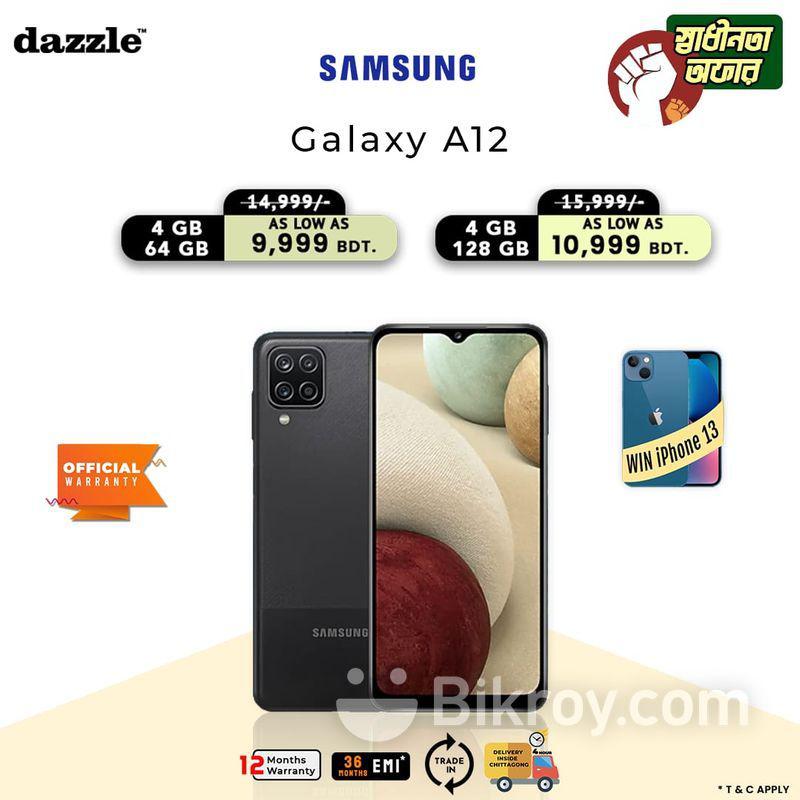 dazzle™
SAMSUNG
স্বাধীনতা
অফার
Galaxy A12
14,999/-
4 GB
64 GB
AS LOW AS
9,999 BDT.
15,999/-
4 GB
128 GB
AS LOW AS
10,999 BDT.
OFFICIAL
WARRANTY
WIN iPhone 13
SAMSUNG
Bikroy.com
12 Months
Warranty
36
MONTHS
EMI*
TRADE
IN
DELIVERY
INSIDE
CHITTAGONG
4 HOUR
* T & C APPLY